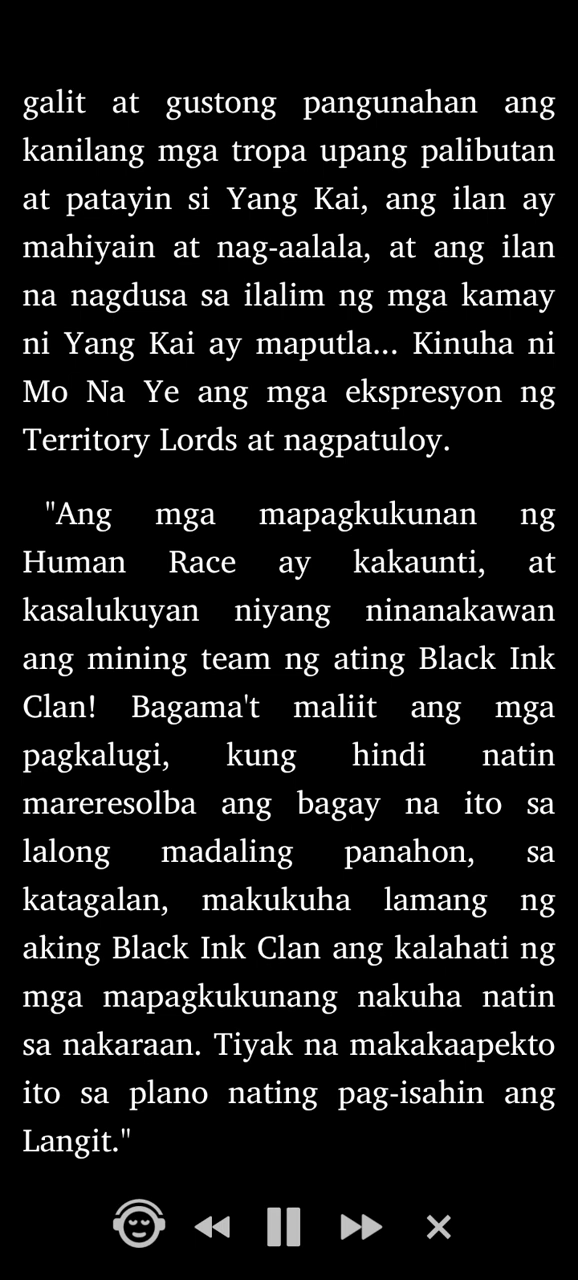 galit at gustong pangunahan ang
kanilang mga tropa upang palibutan
at patayin si Yang Kai, ang ilan ay
mahiyain at nag-aalala, at ang ilan
na nagdusa sa ilalim ng mga kamay
ni Yang Kai ay maputla... Kinuha ni
Mo Na Ye ang mga ekspresyon ng
Territory Lords at nagpatuloy.
"Ang mga mapagkukunan ng
Human Race ay kakaunti, at
kasalukuyan niyang ninanakawan
ang mining team ng ating Black Ink
Clan! Bagama't maliit ang mga
pagkalugi, kung hindi natin
mareresolba ang bagay na ito sa
lalong madaling panahon, sa
katagalan, makukuha lamang ng
aking Black Ink Clan ang kalahati ng
mga mapagkukunang nakuha natin
sa nakaraan. Tiyak na makakaapekto
ito sa plano nating pag-isahin ang
Langit."